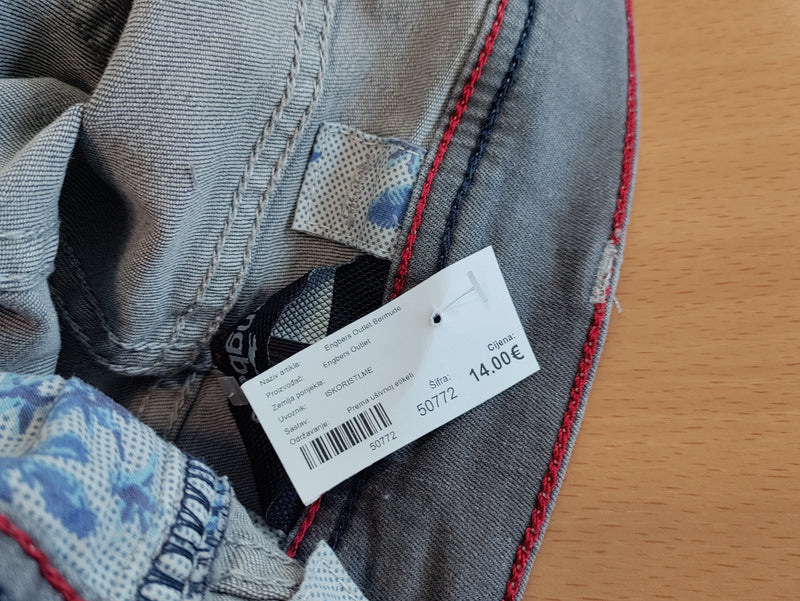 Naziv artikla: Engbers Outlet Bermude
Proizvođač: Engbers Outlet
Zemlja porijekla:
Uvoznik: ISKORISTI.ME
Sastav:
Održavanje: Prema ušivnoj etiketi
50772
Šifra:
50772
Cijena:
14.00€